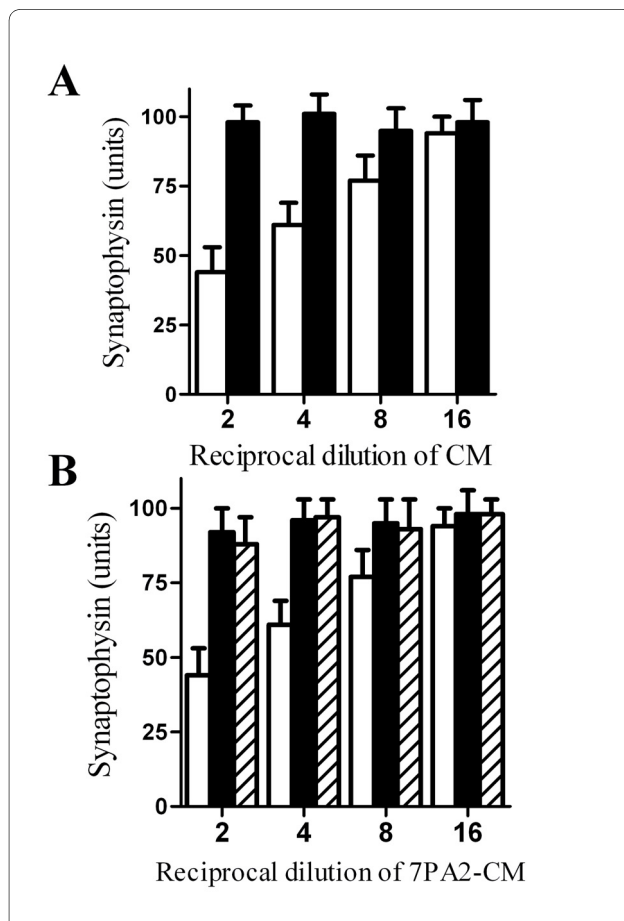 A
Synaptophysin (units)
100
75
50
25
0
2 4 8 16
Reciprocal dilution of CM
B
Synaptophysin (units)
100
75
50
25
0
2 4 8 16
Reciprocal dilution of 7PA2-CM